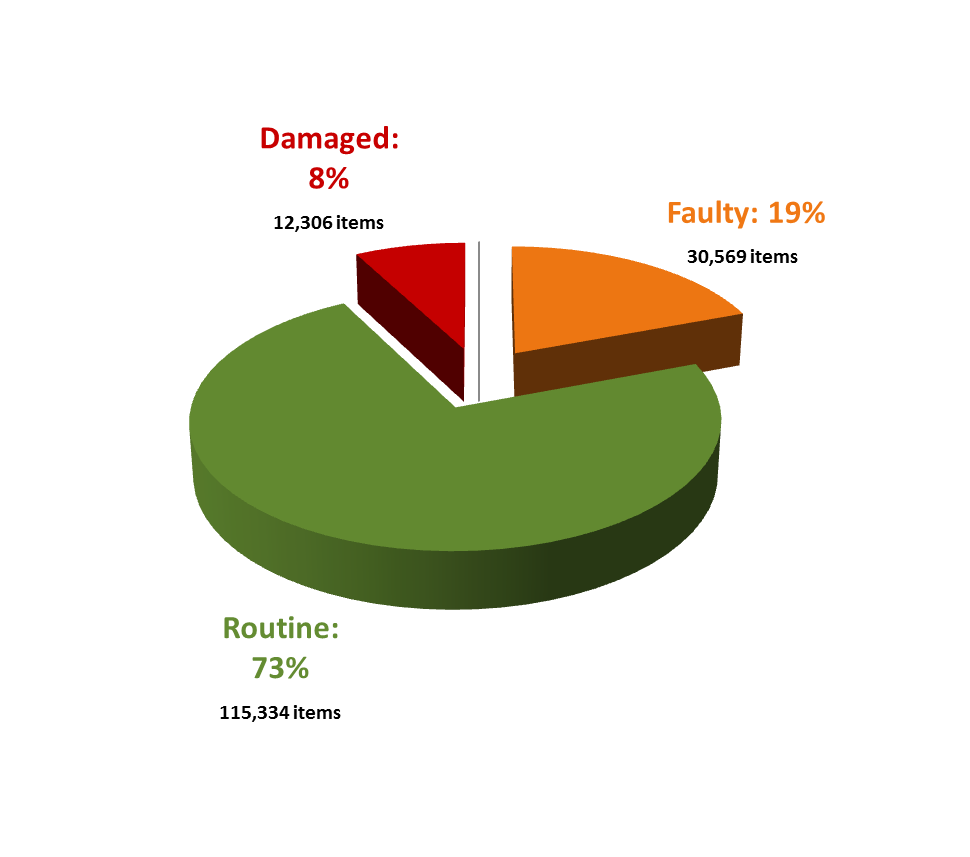 Damaged:
8%
12,306 items
Faulty: 19%
30,569 items
Routine:
73%
115,334 items